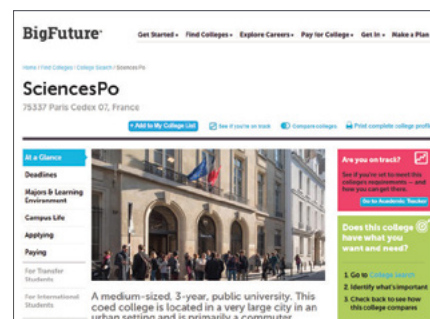 BigFuture
Get Started Find Colleges Explore Careers Pay for College Get In Make a Plan
Home / Find Colleges / College Search / SciencesPo
SciencesPo
75337 Paris Cedex 07, France
+ Add to My College List
See if you're on track
Compare colleges
Print complete college profile
At a Glance
Deadlines
Majors & Learning
Environment
Campus Life
Applying
Paying
For Transfer
Students
For International
Students
A medium-sized, 3-year, public university. This
coed college is located in a very large city in an
urban setting and is primarily a commuter
Are you on track?
See if you're set to meet this
college's requirements — and
how you can get there.
Go to Academic Tracker
Does this college
have what you
want and need?
1. Go to College Search
2. Identify what's important
3. Check back to see how
this college compares